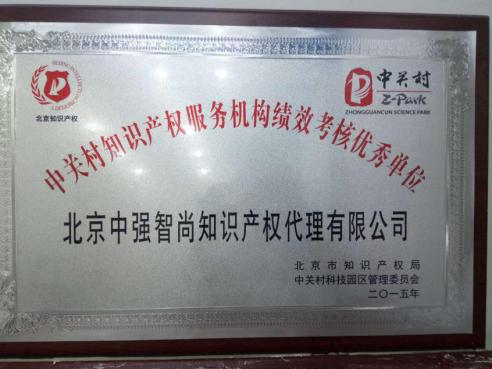 北京知识产权
中关村
Z-Park
ZHONGGUANCUN SCIENCE PARK
中关村知识产权服务机构绩效考核优秀单位
北京中强智尚知识产权代理有限公司
北京市知识产权局
中关村科技园区管理委员会
二〇一五年